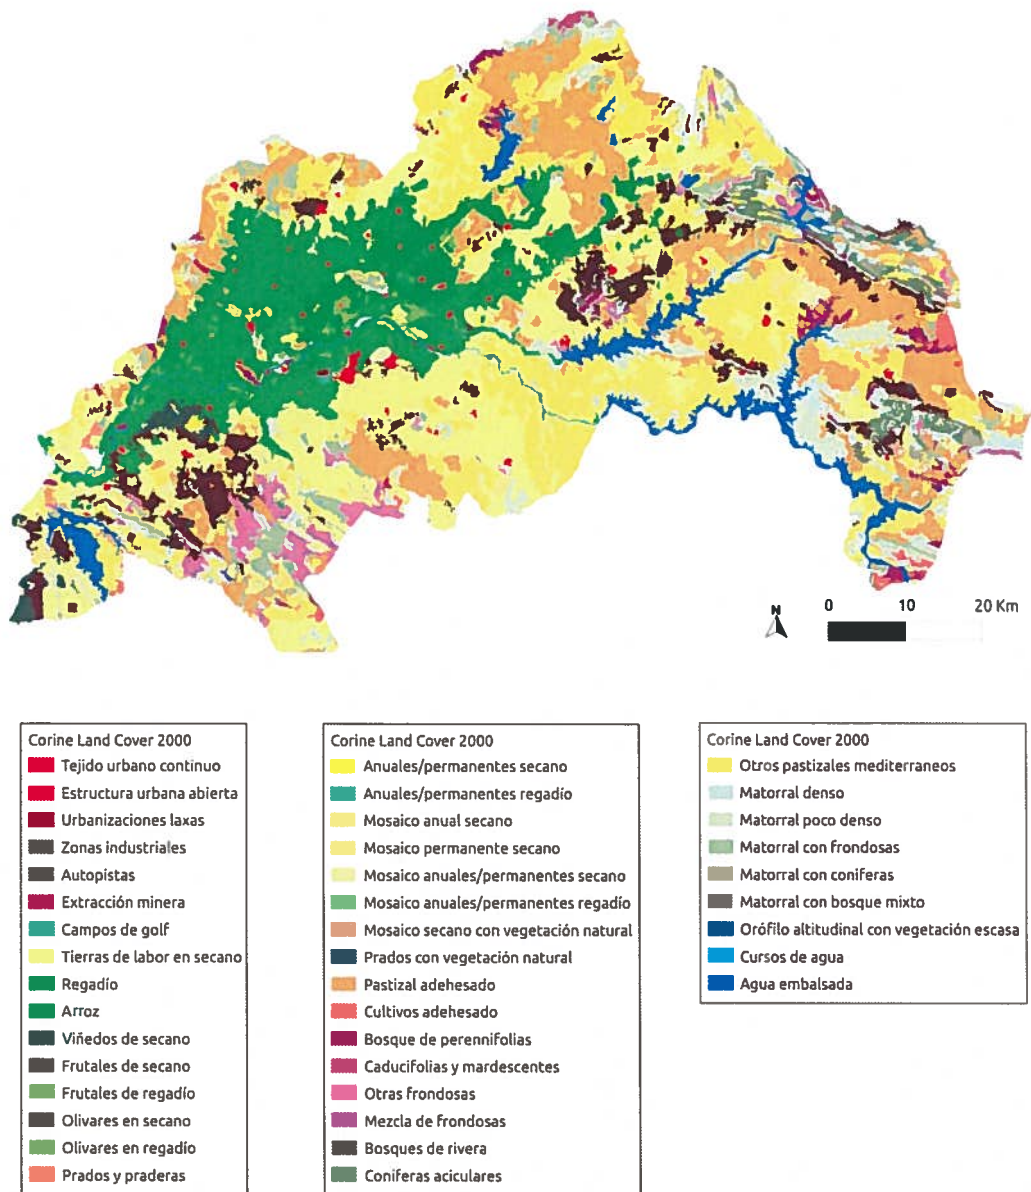 N
0 10 20 Km
Corine Land Cover 2000
Tejido urbano continuo
Estructura urbana abierta
Urbanizaciones laxas
Zonas industriales
Autopistas
Extracción minera
Campos de golf
Tierras de labor en secano
Regadío
Arroz
Viñedos de secano
Frutales de secano
Frutales de regadío
Olivares en secano
Olivares en regadío
Prados y praderas
Corine Land Cover 2000
Anuales/permanentes secano
Anuales/permanentes regadío
Mosaico anual secano
Mosaico permanente secano
Mosaico anuales/permanentes secano
Mosaico anuales/permanentes regadío
Mosaico secano con vegetación natural
Prados con vegetación natural
Pastizal adehesado
Cultivos adehesado
Bosque de perennifolias
Caducifolias y mardescentes
Otras frondosas
Mezcla de frondosas
Bosques de rivera
Coniferas aciculares
Corine Land Cover 2000
Otros pastizales mediterraneos
Matorral denso
Matorral poco denso
Matorral con frondosas
Matorral con coniferas
Matorral con bosque mixto
Orófilo altitudinal con vegetación escasa
Cursos de agua
Agua embalsada